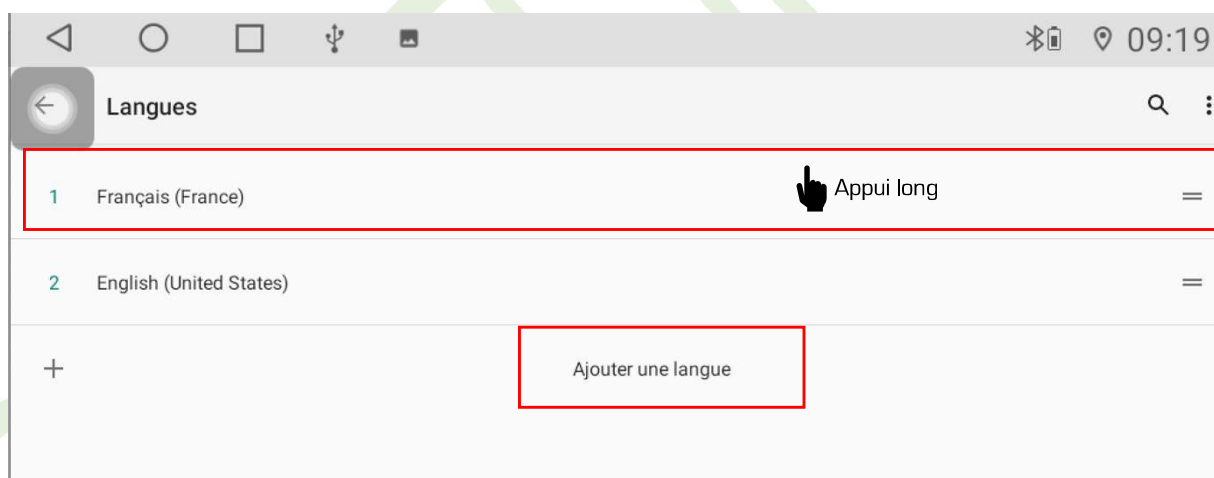 09:19
Langues
1 Français (France)
Appui long
2 English (United States)
+ Ajouter une langue